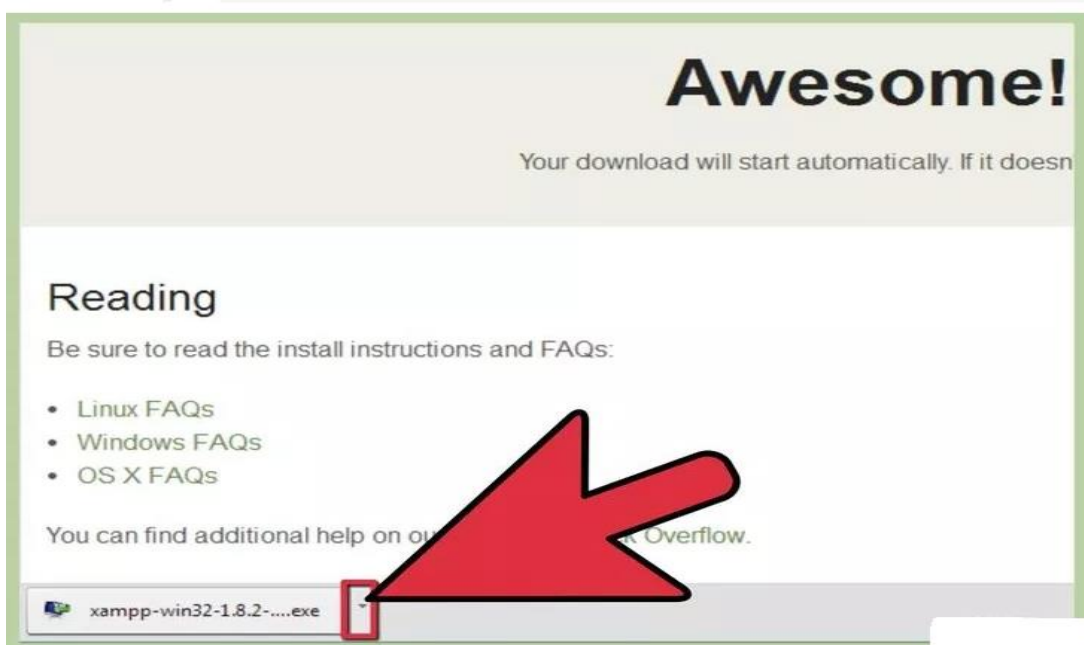 Awesome!
Your download will start automatically. If it doesn
Reading
Be sure to read the install instructions and FAQs:
• Linux FAQs
• Windows FAQs
• OS X FAQs
You can find additional help on Overflow.
xampp-win32-1.8.2-....exe